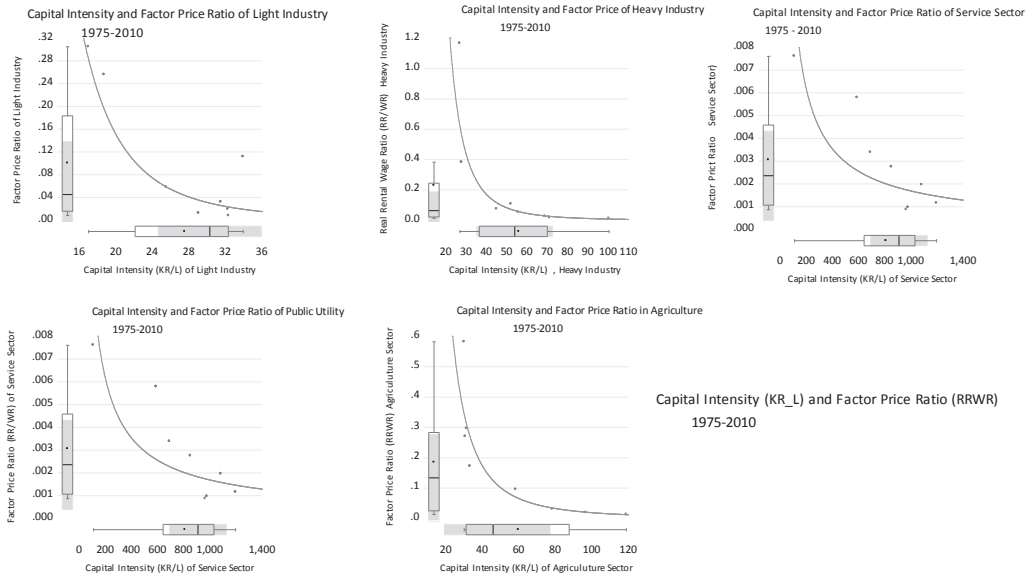 Capital Intensity and Factor Price Ratio of Light Industry
1975-2010
Factor Price Ratio of Light Industry
.32
.28
.24
.20
.16
.12
.08
.04
.00
16 20 24 28 32 36
Capital Intensity (KR/L) of Light Industry
Capital Intensity and Factor Price of Heavy Industry
1975-2010
Real Rental Wage Ratio (RR/WR) Heavy Industry
1.2
1.0
0.8
0.6
0.4
0.2
0.0
20 30 40 50 60 70 80 90 100 110
Capital Intensity (KR/L) , Heavy Industry
Capital Intensity and Factor Price Ratio of Service Sector
1975 - 2010
Factor Prict Ratio Service Sector)
.008
.007
.006
.005
.004
.003
.002
.001
.000
0 200 400 600 800 1,000 1,400
Capital Intensity (KR/L) of Service Sector
Capital Intensity and Factor Price Ratio of Public Utility
1975-2010
Factor Price Ratio (RR/WR) of Service Sector
.008
.007
.006
.005
.004
.003
.002
.001
.000
0 200 400 600 800 1,000 1,400
Capital Intensity (KR/L) of Service Sector
Capital Intensity and Factor Price Ratio in Agriculture
1975-2010
Factor Price Ratio (RRWR) Agriculuture Sector
.6
.5
.4
.3
.2
.1
.0
20 40 60 80 100 120
Capital Intensity (KR/L) of Agriculuture Sector
Capital Intensity (KR_L) and Factor Price Ratio (RRWR)
1975-2010